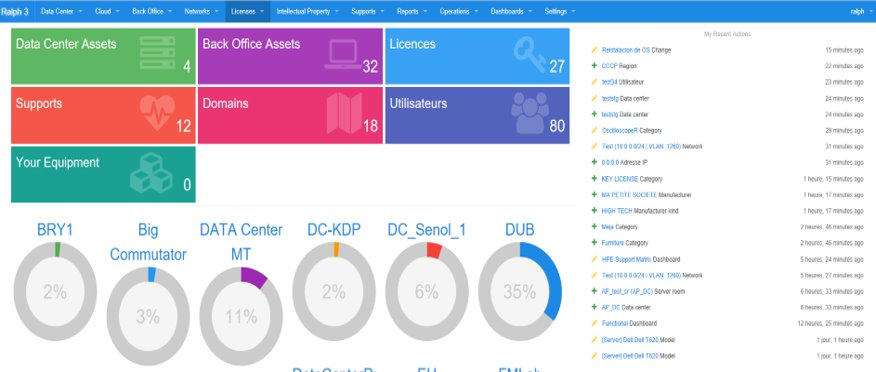 Ralph 3 Data Center Cloud Back Office Networks Licenses Intellectual Property Supports Reports Operations Dashboards Settings ralph
Data Center Assets
4
Back Office Assets
32
Licences
27
Supports
12
Domains
18
Utilisateurs
80
Your Equipment
0
BRY1
2%
Big
Commutator
3%
DATA Center
MT
11%
DC-KDP
2%
DC_Senol_1
6%
DUB
35%
My Recent Actions
Reistalacion de OS Change 15 minutes ago
CCCP Region 22 minutes ago
test34 Utilisateur 23 minutes ago
teststg Data center 24 minutes ago
teststg Data center 24 minutes ago
OsciloscopeR Category 29 minutes ago
Test (10.0.0.0/24 | VLAN: 1260) Network 31 minutes ago
0.0.0.0 Adresse IP 31 minutes ago
KEY LICENSE Category 1 heure, 15 minutes ago
MA PETITE SOCIETE Manufacturer 1 heure, 17 minutes ago
HIGH TECH Manufacturer kind 1 heure, 17 minutes ago
Meja Category 2 heures, 46 minutes ago
Furniture Category 2 heures, 46 minutes ago
HPE Support Matrix Dashboard 5 heures, 24 minutes ago
Test (10.0.0.0/24 | VLAN: 1260) Network 5 heures, 27 minutes ago
AP_test_sr (AP_DC) Server room 6 heures, 33 minutes ago
AP_DC Data center 6 heures, 33 minutes ago
Functional Dashboard 12 heures, 25 minutes ago
[Server] Dell Dell T620 Model 1 jour, 1 heure ago
[Server] Dell Dell T620 Model 1 jour, 1 heure ago